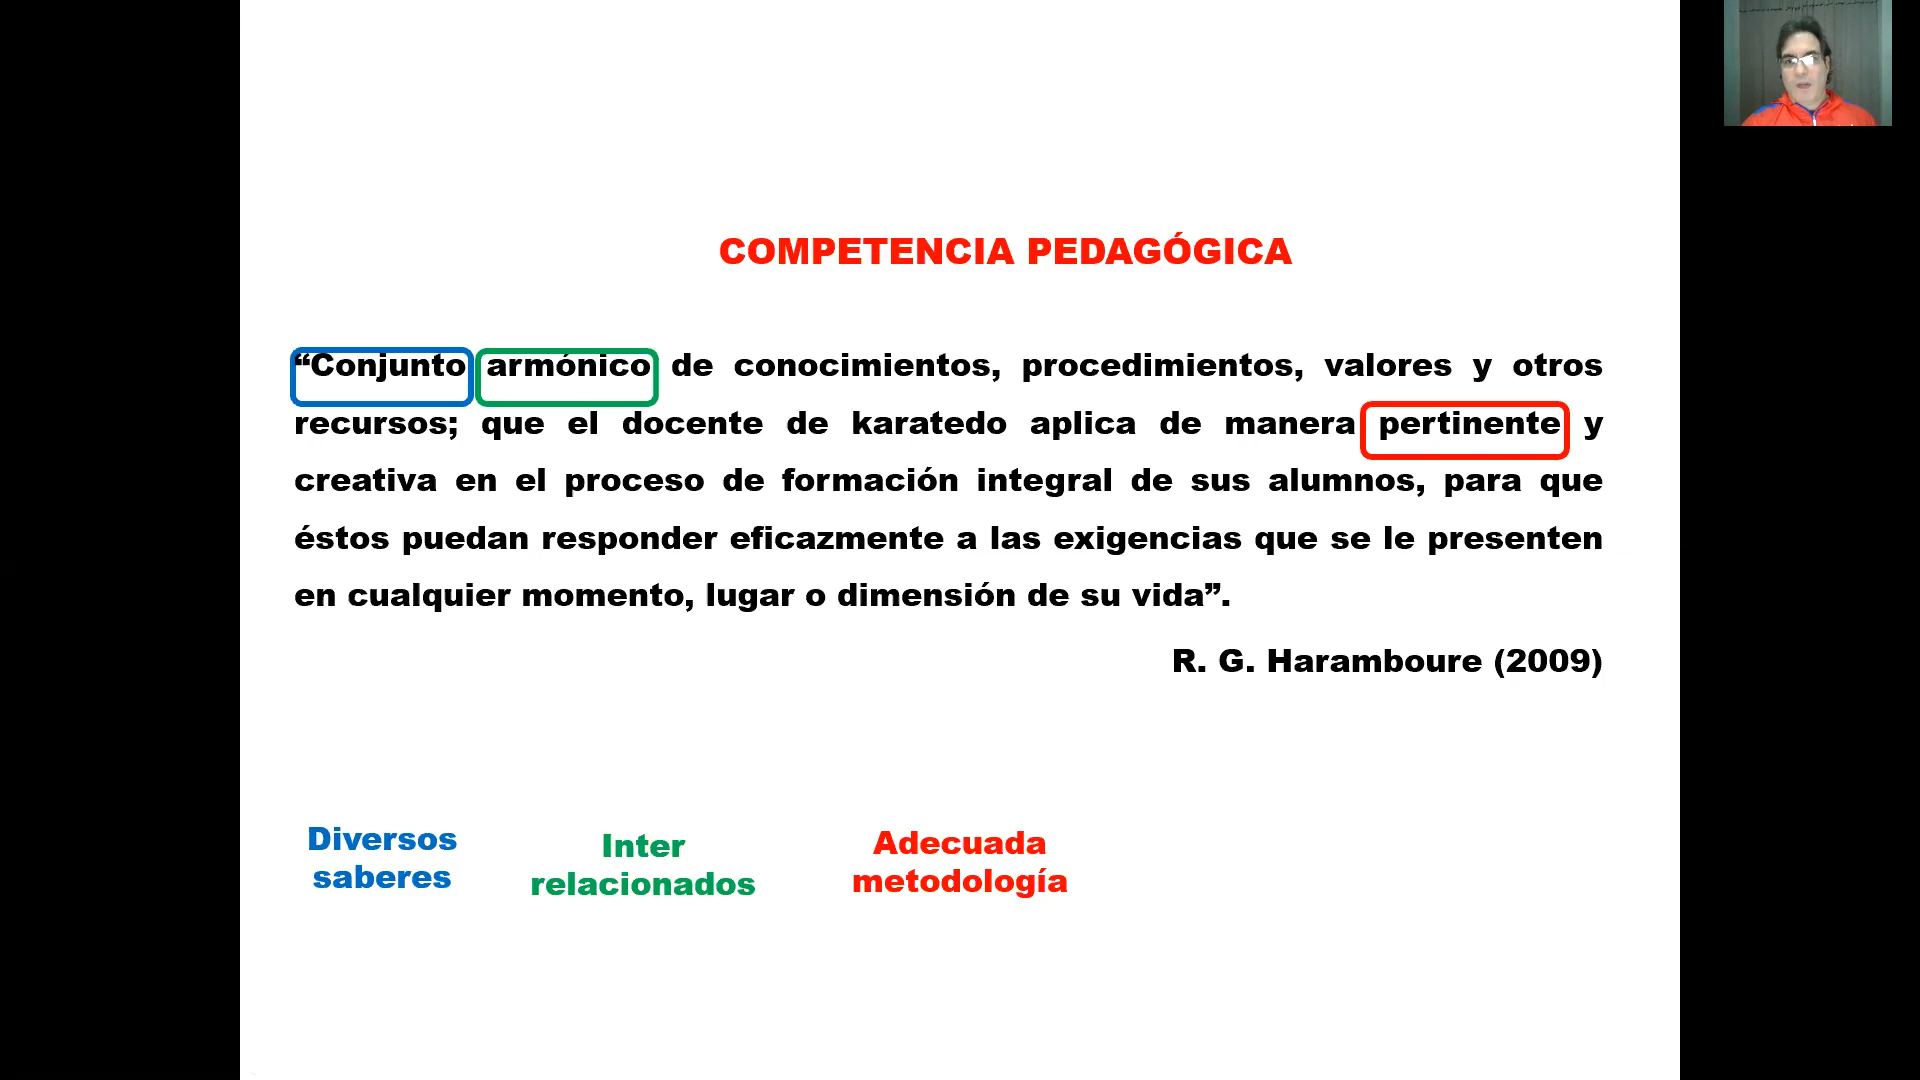 COMPETENCIA PEDAGÓGICA
“Conjunto armónico de conocimientos, procedimientos, valores y otros
recursos; que el docente de karatedo aplica de manera pertinente y
creativa en el proceso de formación integral de sus alumnos, para que
éstos puedan responder eficazmente a las exigencias que se le presenten
en cualquier momento, lugar o dimensión de su vida”.
R. G. Haramboure (2009)
Diversos
saberes
Inter
relacionados
Adecuada
metodología